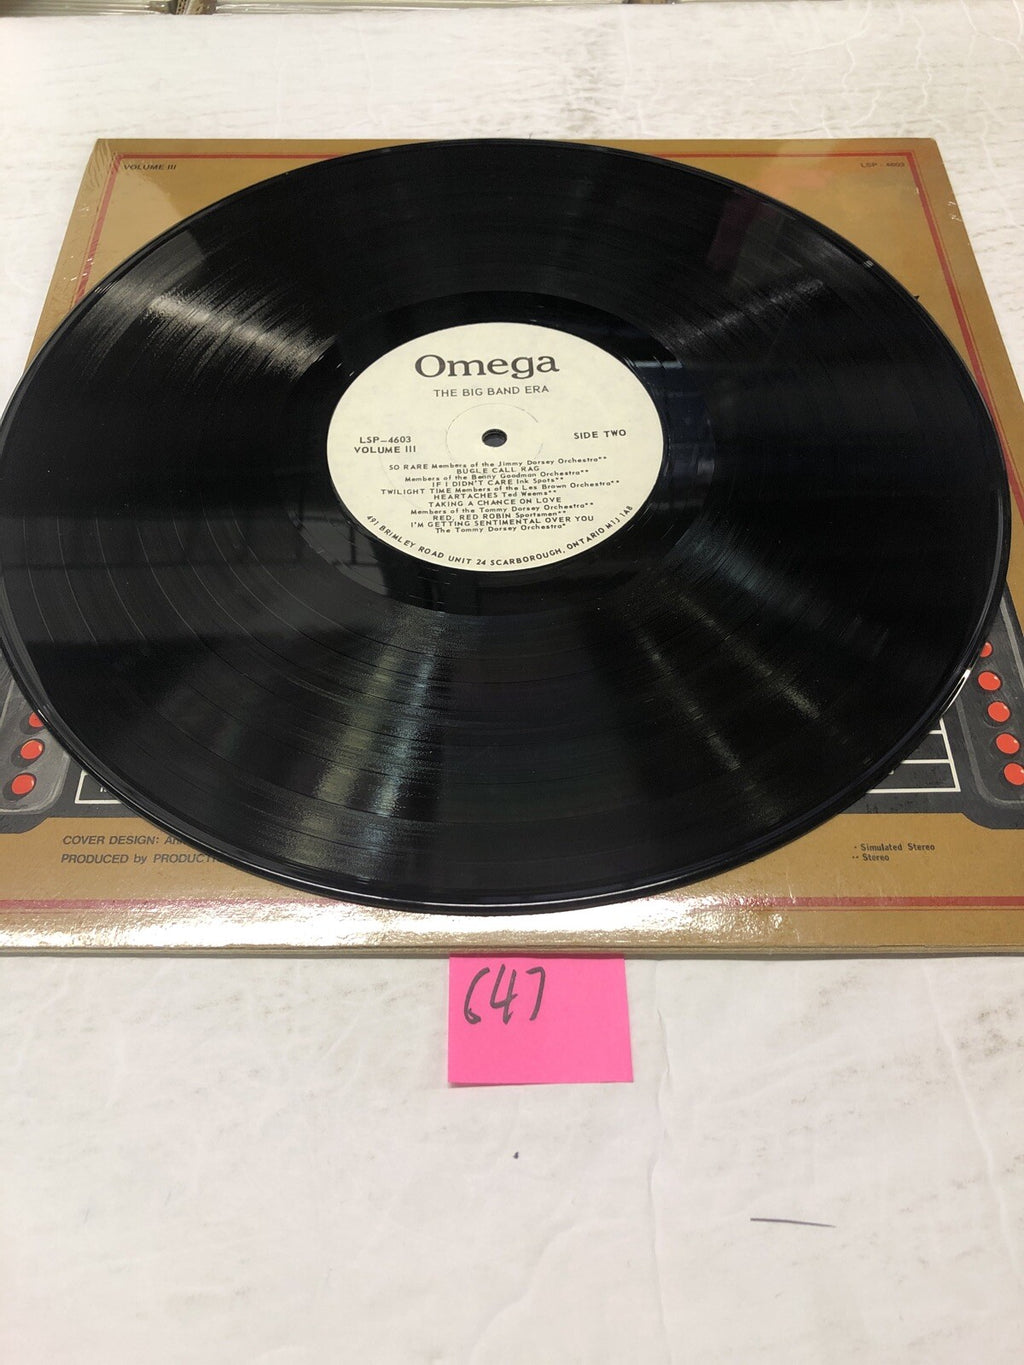 VOLUME III
LSP - 4603
Omega
THE BIG BAND ERA
LSP-4603
VOLUME III
SIDE TWO
SO RARE Members of the Jimmy Dorsey Orchestra**
BUGLE CALL RAG
Members of the Benny Goodman Orchestra**
IF I DIDN'T CARE Ink Spots**
TWILIGHT TIME Members of the Les Brown Orchestra**
HEARTACHES Ted Weems**
TAKING A CHANCE ON LOVE
Members of the Tommy Dorsey Orchestra**
RED, RED ROBIN Sportsmen**
I'M GETTING SENTIMENTAL OVER YOU
The Tommy Dorsey Orchestra*
491 BRIMLEY ROAD UNIT 24 SCARBOROUGH, ONTARIO M1J 1A8
COVER DESIGN:
PRODUCED by
* Simulated Stereo
** Stereo
647